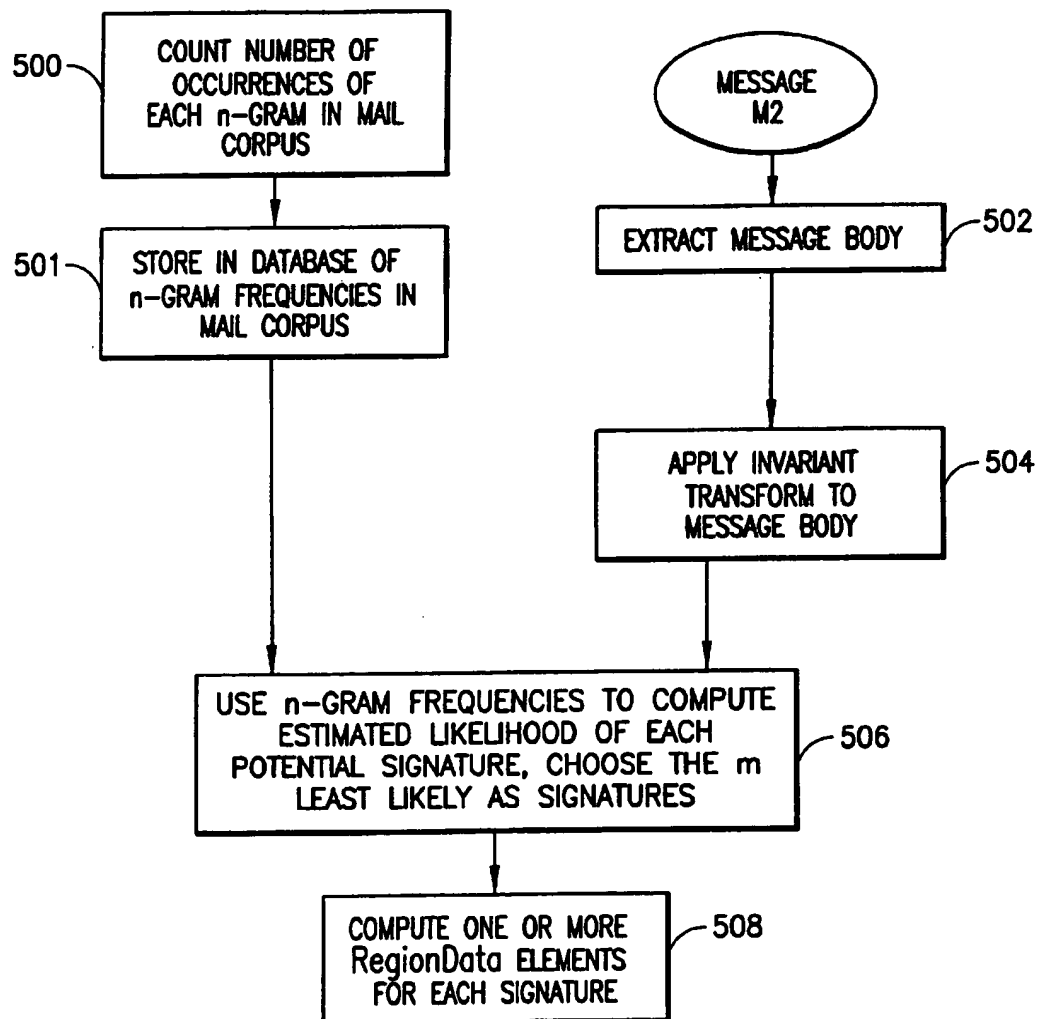 500
COUNT NUMBER OF
OCCURRENCES OF
EACH n-GRAM IN MAIL
CORPUS
501
STORE IN DATABASE OF
n-GRAM FREQUENCIES IN
MAIL CORPUS
MESSAGE
M2
EXTRACT MESSAGE BODY
502
APPLY INVARIANT
TRANSFORM TO
MESSAGE BODY
504
USE n-GRAM FREQUENCIES TO COMPUTE
ESTIMATED LIKELIHOOD OF EACH
POTENTIAL SIGNATURE, CHOOSE THE m
LEAST LIKELY AS SIGNATURES
506
COMPUTE ONE OR MORE
RegionData ELEMENTS
FOR EACH SIGNATURE
508